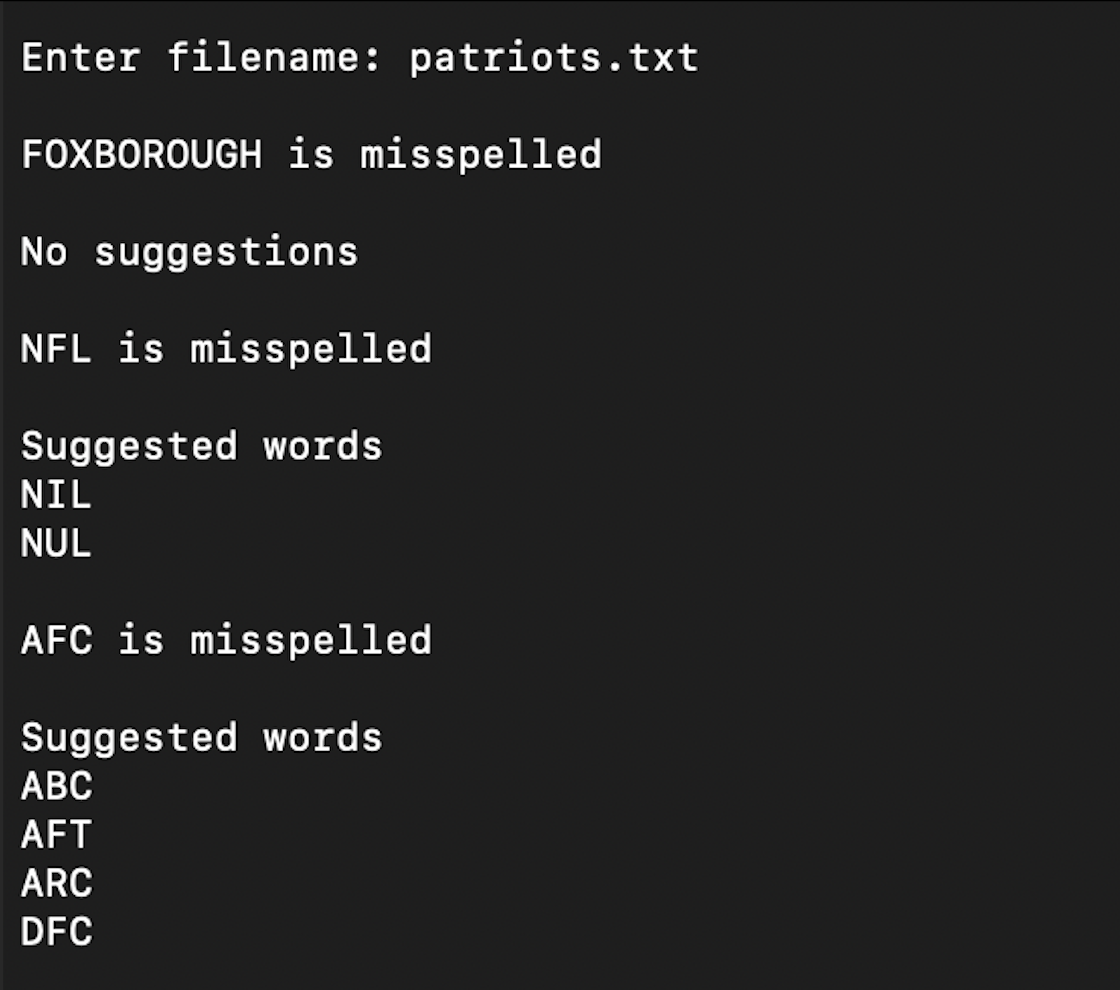 Enter filename: patriots.txt
FOXBOROUGH is misspelled
No suggestions
NFL is misspelled
Suggested words
NIL
NUL
AFC is misspelled
Suggested words
ABC
AFT
ARC
DFC